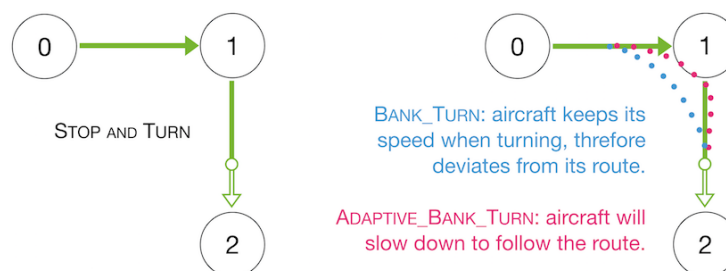 0
1
STOP AND TURN
2
0
1
BANK_TURN: aircraft keeps its
speed when turning, threfore
deviates from its route.
ADAPTIVE_BANK_TURN: aircraft will
slow down to follow the route.
2